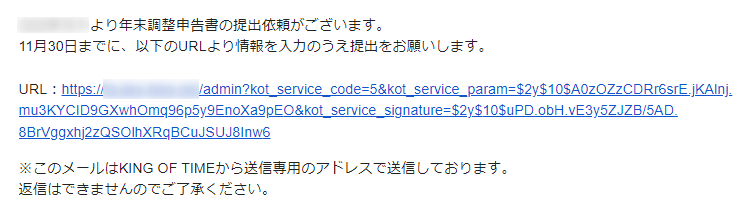 より年末調整申告書の提出依頼がございます。
11月30日までに、以下のURLより情報を入力のうえ提出をお願いします。
URL：https:// /admin?kot_service_code=5&kot_service_param=$2y$10$A0zOZzCDRr6srE.jKAlnj.
mu3KYCID9GXwhOmq96p5y9EnoXa9pEO&kot_service_signature=$2y$10$uPD.obH.vE3y5ZJZB/5AD.
8BrVggxhj2zQSOlhXRqBCuJSUJ8Inw6
※このメールはKING OF TIMEから送信専用のアドレスで送信しております。
返信はできませんのでご了承ください。